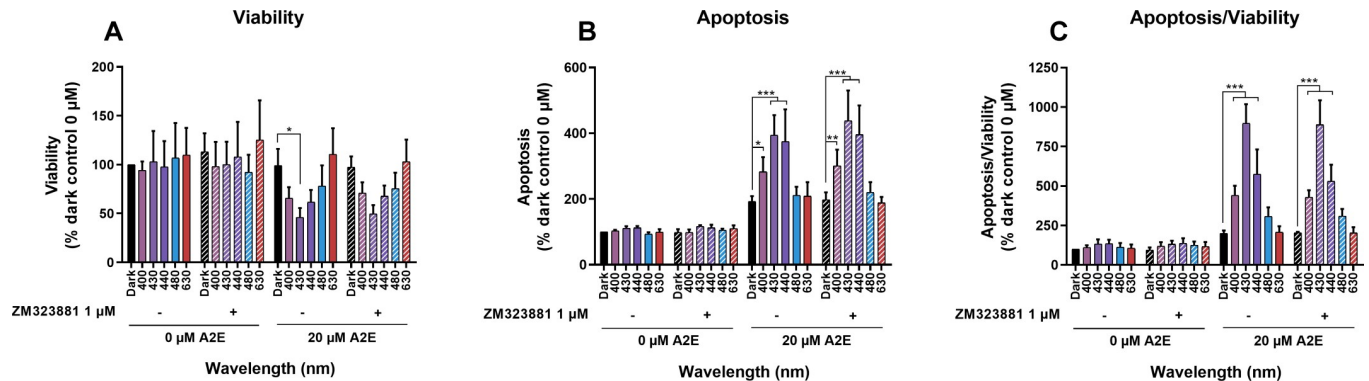 A
Viability
Viability
(% dark control 0 µM)
200
150
100
50
0
*
Dark 400 430 440 480 630 Dark 400 430 440 480 630 Dark 400 430 440 480 630 Dark 400 430 440 480 630
ZM323881 1 µM - + - +
0 µM A2E 20 µM A2E
Wavelength (nm)
B
Apoptosis
Apoptosis
(% dark control 0 µM)
600
400
200
0
* *** ** ***
Dark 400 430 440 480 630 Dark 400 430 440 480 630 Dark 400 430 440 480 630 Dark 400 430 440 480 630
ZM323881 1 µM - + - +
0 µM A2E 20 µM A2E
Wavelength (nm)
C
Apoptosis/Viability
Apoptosis/Viability
(% dark control 0 µM)
1250
1000
750
500
250
0
*** ***
Dark 400 430 440 480 630 Dark 400 430 440 480 630 Dark 400 430 440 480 630 Dark 400 430 440 480 630
ZM323881 1 µM - + - +
0 µM A2E 20 µM A2E
Wavelength (nm)